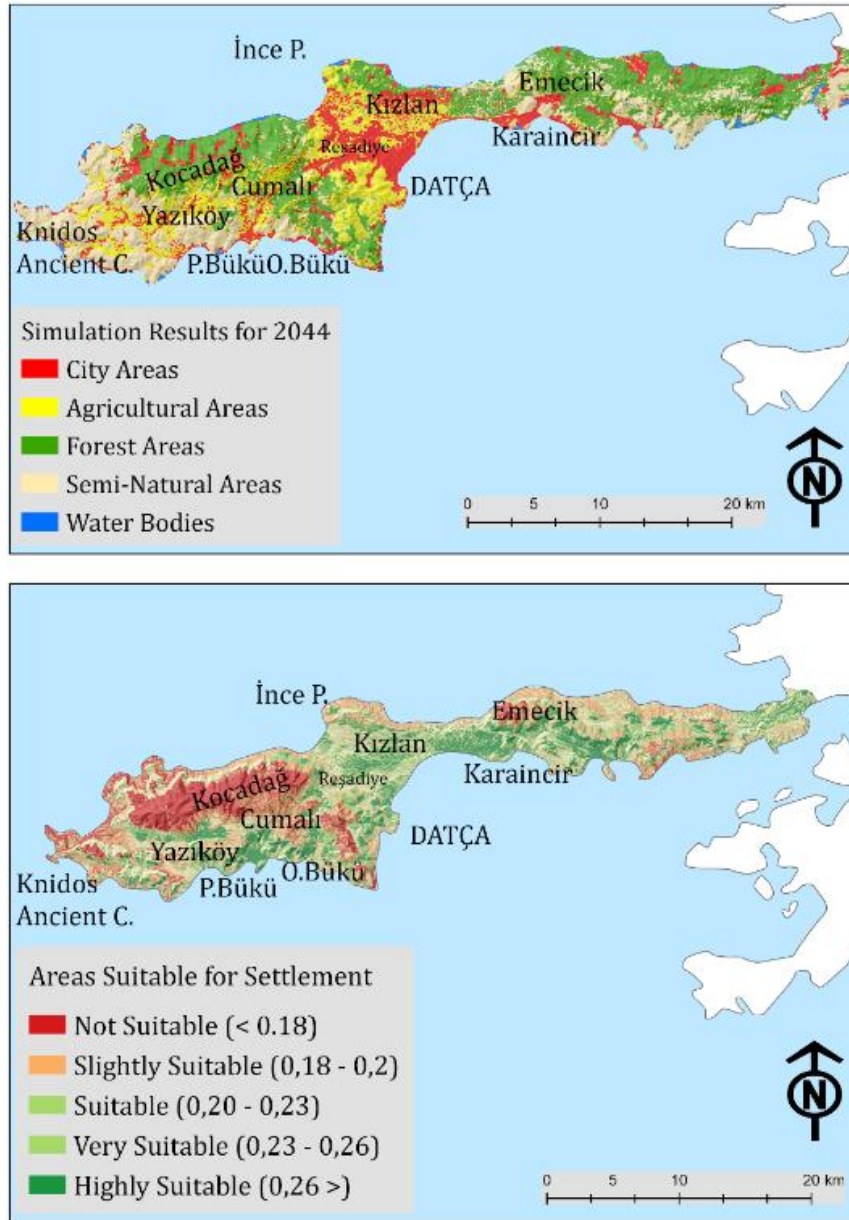 İnce P.
Emecik
Kızlan
Karaincir
Reşadiye
Kocadağ
Cumalı
DATÇA
Yazıköy
Knidos
Ancient C.
P.BüküO.Bükü
Simulation Results for 2044
City Areas
Agricultural Areas
Forest Areas
Semi-Natural Areas
Water Bodies
N
0 5 10 20 km
İnce P.
Emecik
Kızlan
Karaincir
Reşadiye
Kocadağ
Cumalı
DATÇA
Yazıköy
O.Bükü
Knidos
P.Bükü
Ancient C.
Areas Suitable for Settlement
Not Suitable (< 0.18)
Slightly Suitable (0,18 - 0,2)
Suitable (0,20 - 0,23)
Very Suitable (0,23 - 0,26)
Highly Suitable (0,26 >)
N
0 5 10 20 km